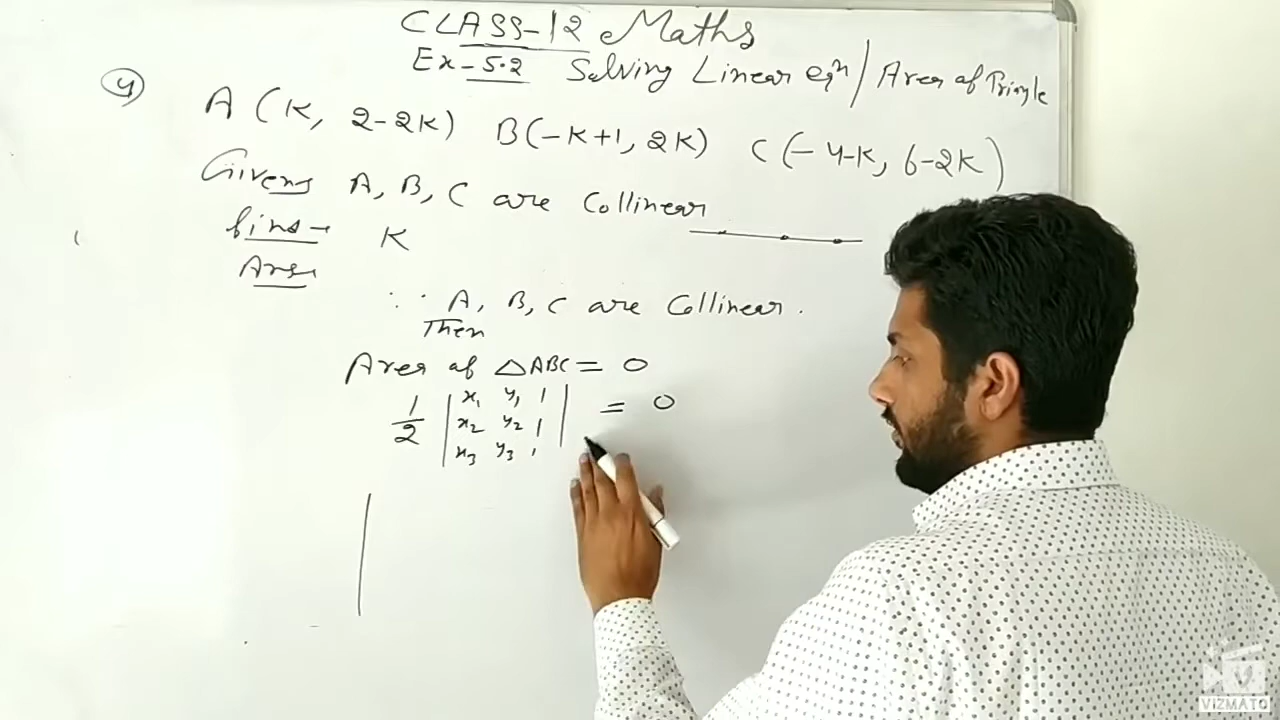 CLASS-12 Maths
Ex-5.2 Solving Linear eqn / Area of Triangle
4
A (K, 2-2K) B(-K+1, 2K) C(-4-K, 6-2K)
Given A, B, C are Collinear
find- K
Ans
∵ A, B, C are Collinear.
Then
Area of △ABC = 0
1/2 | x₁ y₁ 1 | = 0
x₂ y₂ 1
x₃ y₃ 1
V
VIZMATO